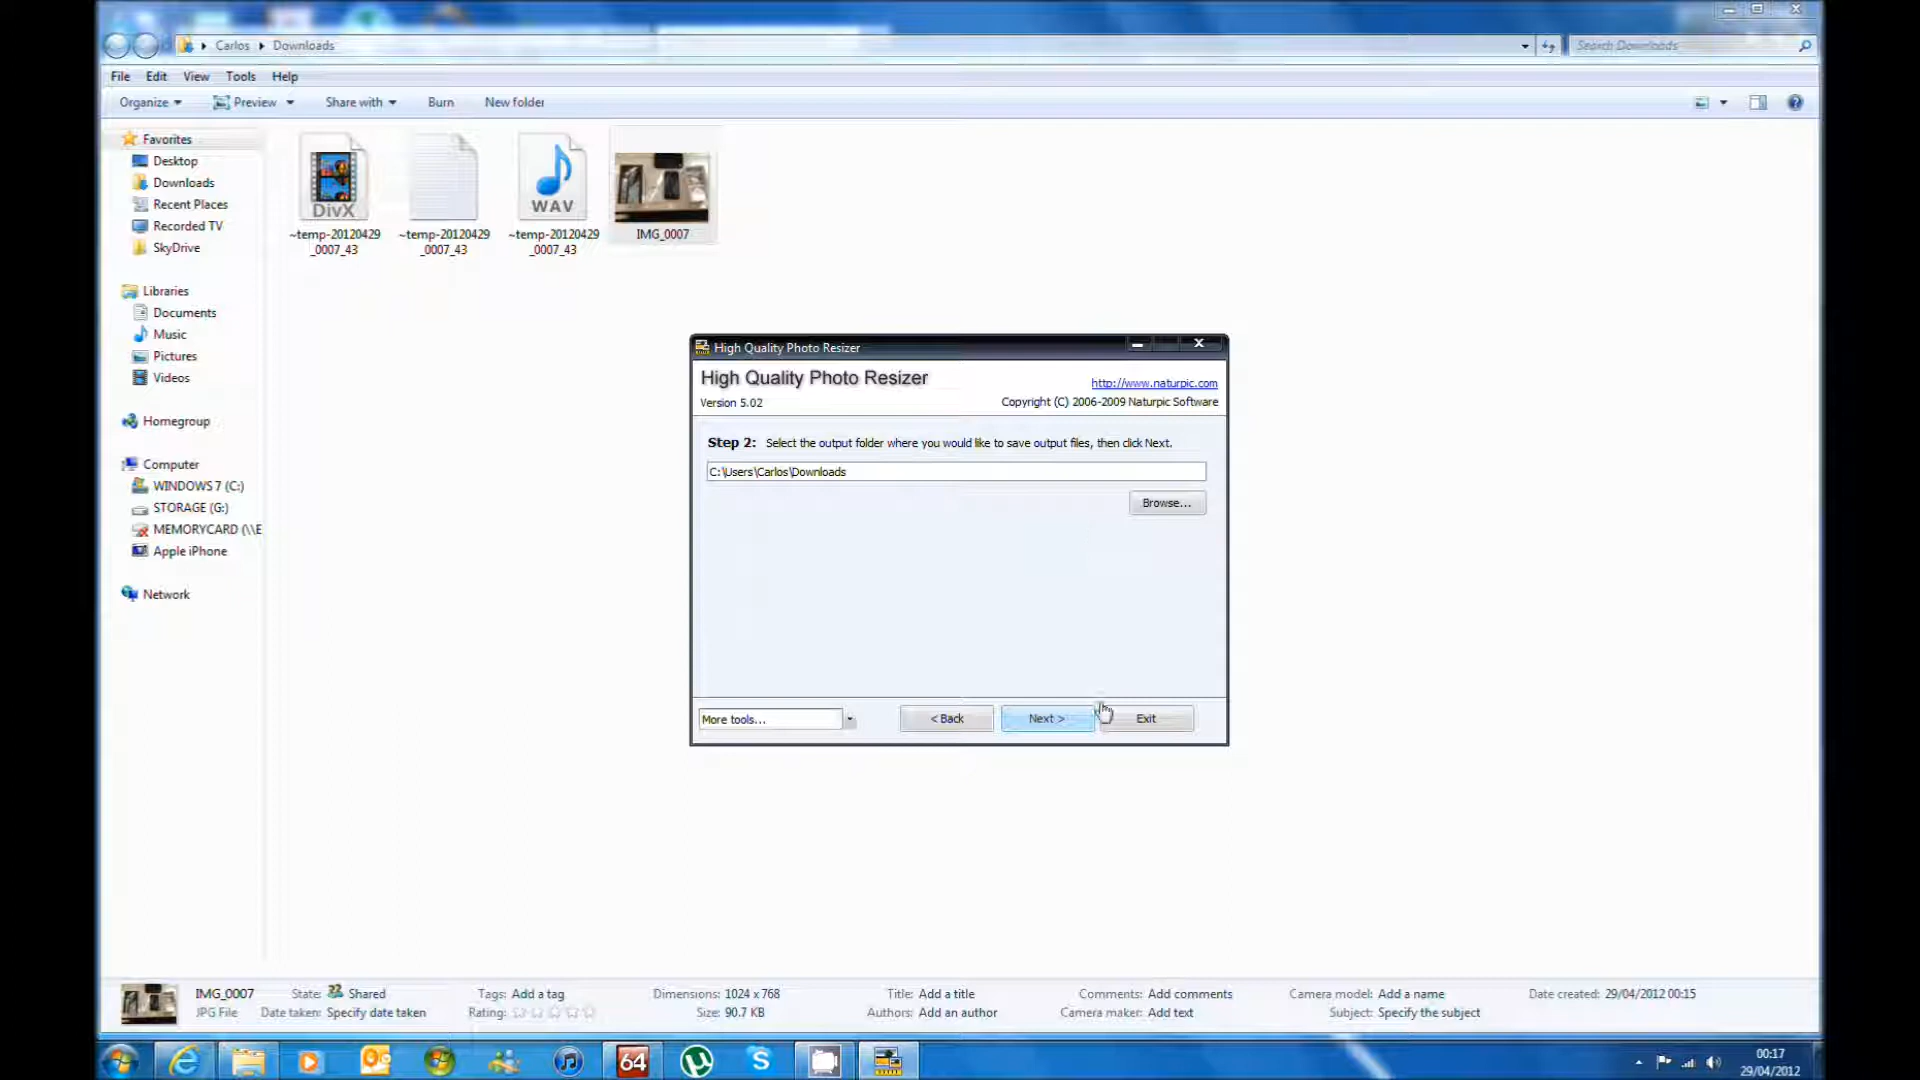 Carlos Downloads
Search Downloads
File Edit View Tools Help
Organize Preview Share with Burn New folder
Favorites
Desktop
Downloads
Recent Places
Recorded TV
SkyDrive
Libraries
Documents
Music
Pictures
Videos
Homegroup
Computer
WINDOWS 7 (C:)
STORAGE (G:)
MEMORYCARD (\\E
Apple iPhone
Network
DivX
~temp-20120429
_0007_43
~temp-20120429
_0007_43
WAV
~temp-20120429
_0007_43
IMG_0007
High Quality Photo Resizer
High Quality Photo Resizer
http://www.naturpic.com
Version 5.02
Copyright (C) 2006-2009 Naturpic Software
Step 2: Select the output folder where you would like to save output files, then click Next.
C:\Users\Carlos\Downloads
Browse...
More tools...
< Back
Next >
Exit
IMG_0007 State: Shared Tags: Add a tag Dimensions: 1024 x 768 Title: Add a title Comments: Add comments Camera model: Add a name Date created: 29/04/2012 00:15
JPG File Date taken: Specify date taken Rating: Size: 90.7 KB Authors: Add an author Camera maker: Add text Subject: Specify the subject
64
00:17
29/04/2012